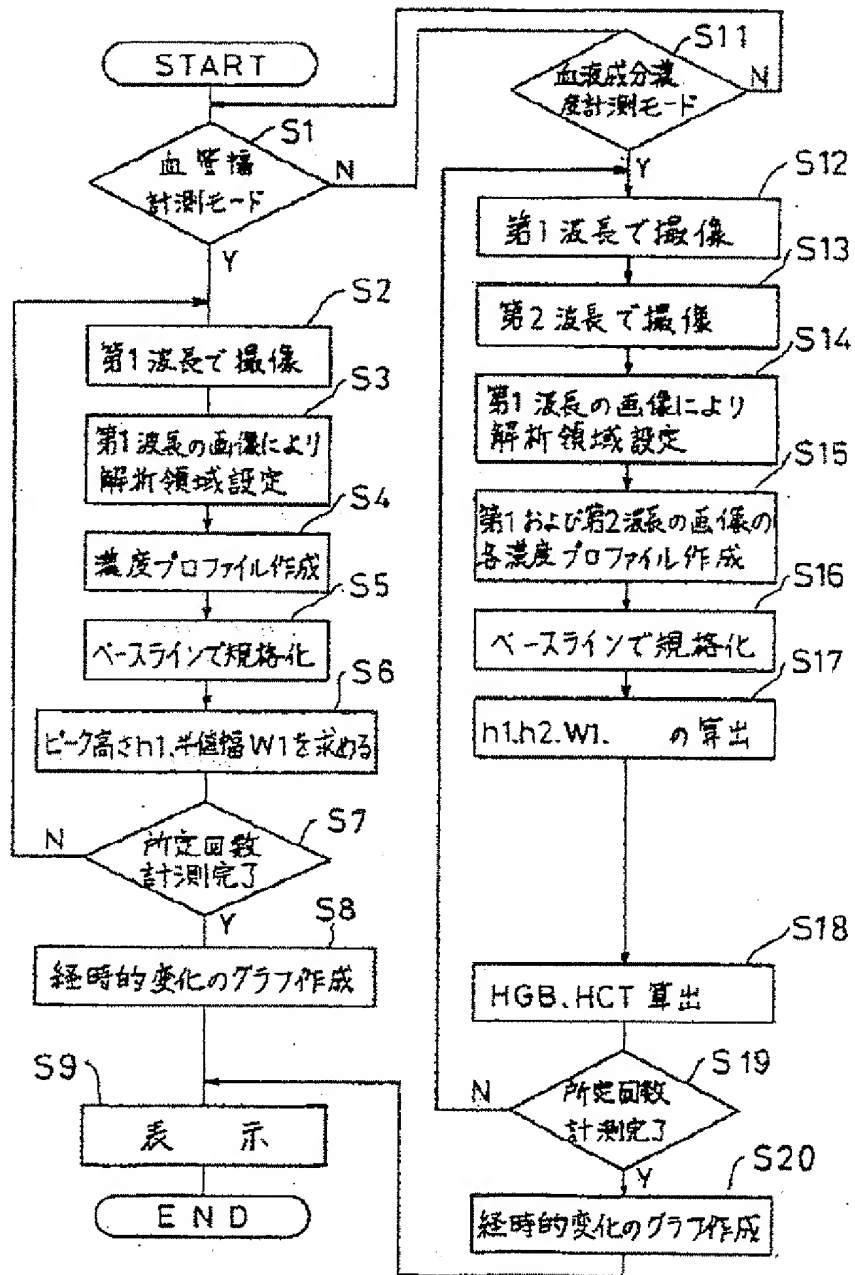 START
S1
血管幅
計測モード
N
Y
S2
第1波長で撮像
S3
第1波長の画像により
解析領域設定
S4
濃度プロファイル作成
S5
ベースラインで規格化
S6
ピーク高さh1.半値幅W1を求める
S7
所定回数
計測完了
N
Y
S8
経時的変化のグラフ作成
S9
表 示
END
S11
血液成分濃
度計測モード
N
Y
S12
第1波長で撮像
S13
第2波長で撮像
S14
第1波長の画像により
解析領域設定
S15
第1および第2波長の画像の
各濃度プロファイル作成
S16
ベースラインで規格化
S17
h1.h2.W1. の算出
S18
HGB.HCT 算出
S19
所定回数
計測完了
N
Y
S20
経時的変化のグラフ作成